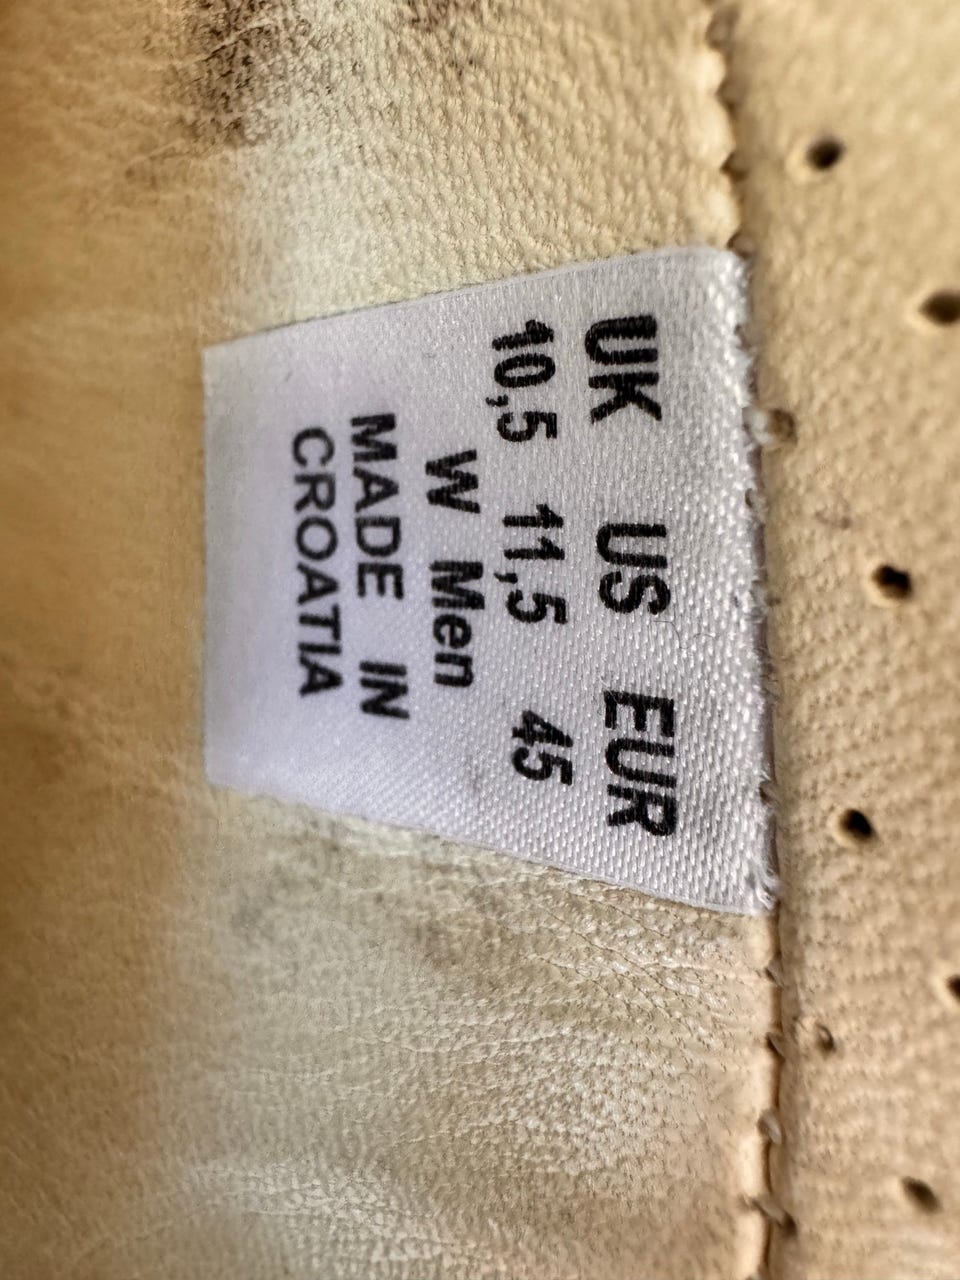 UK US EUR
10,5 11,5 45
W Men
MADE IN
CROATIA